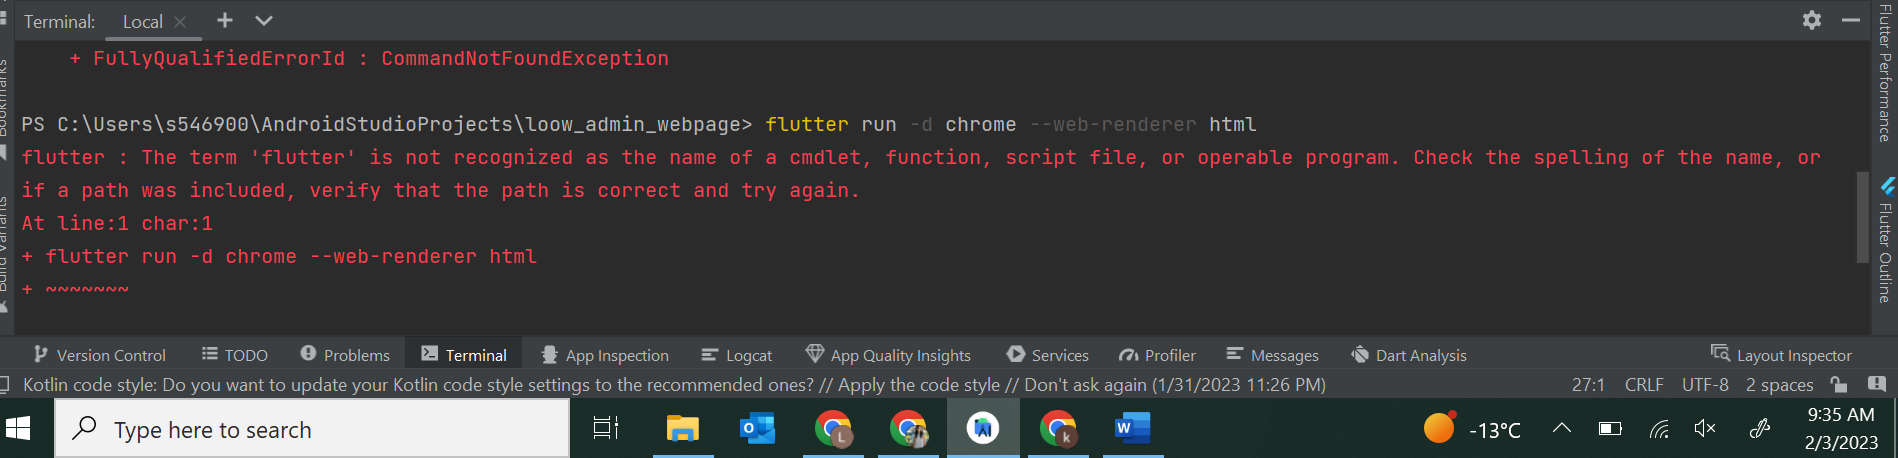 Terminal: Local
+ FullyQualifiedErrorId : CommandNotFoundException
PS C:\Users\s546900\AndroidStudioProjects\loow_admin_webpage> flutter run -d chrome --web-renderer html
flutter : The term 'flutter' is not recognized as the name of a cmdlet, function, script file, or operable program. Check the spelling of the name, or
if a path was included, verify that the path is correct and try again.
At line:1 char:1
+ flutter run -d chrome --web-renderer html
+ ~~~~~~~
Bookmarks
Build Variants
Flutter Performance
Flutter Outline
Version Control TODO Problems Terminal App Inspection Logcat App Quality Insights Services Profiler Messages Dart Analysis Layout Inspector
Kotlin code style: Do you want to update your Kotlin code style settings to the recommended ones? // Apply the code style // Don't ask again (1/31/2023 11:26 PM) 27:1 CRLF UTF-8 2 spaces
Type here to search
L
AI
k
W
-13°C
9:35 AM
2/3/2023